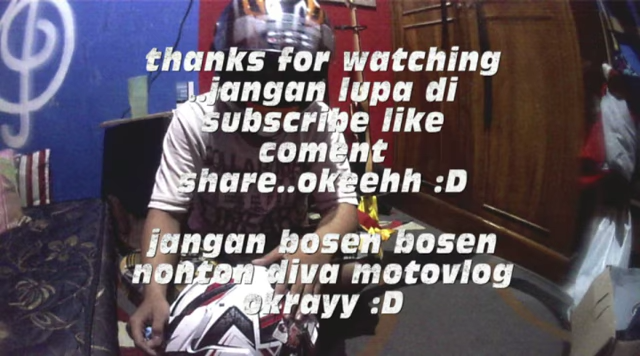 thanks for watching
..jangan lupa di
subscribe like
coment
share..okeehh :D
jangan bosen bosen
nonton diva motovlog
okrayy :D